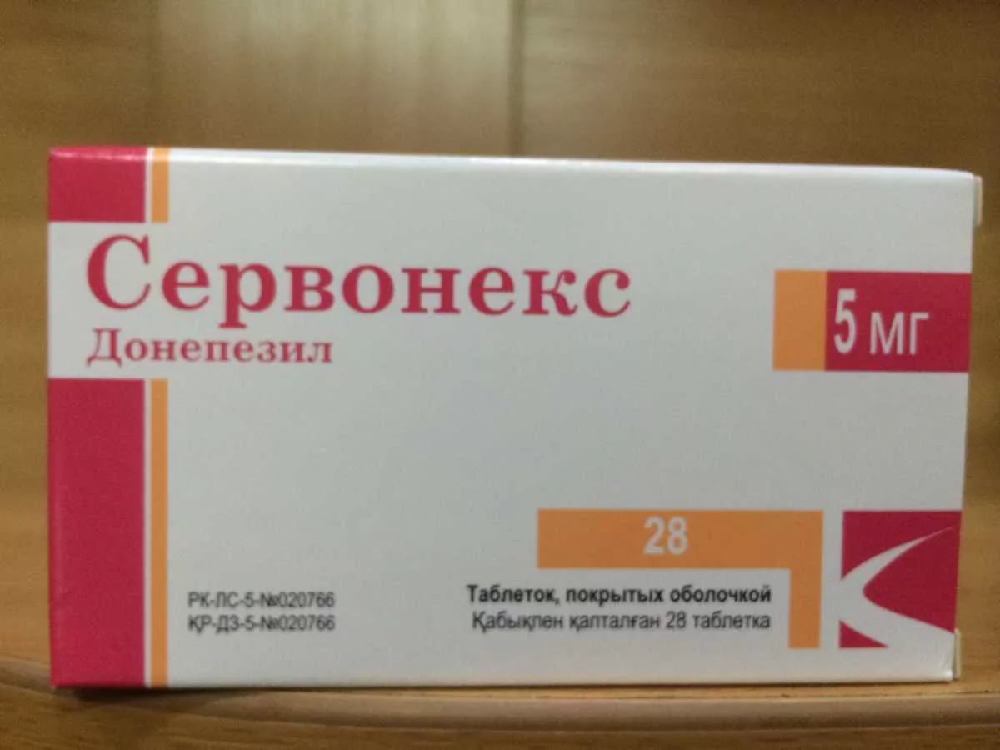 Сервонекс
Донепезил
5 мг
28
РК-ЛС-5-№020766
ҚР-ДЗ-5-№020766
Таблеток, покрытых оболочкой
Қабықпен қапталған 28 таблетка